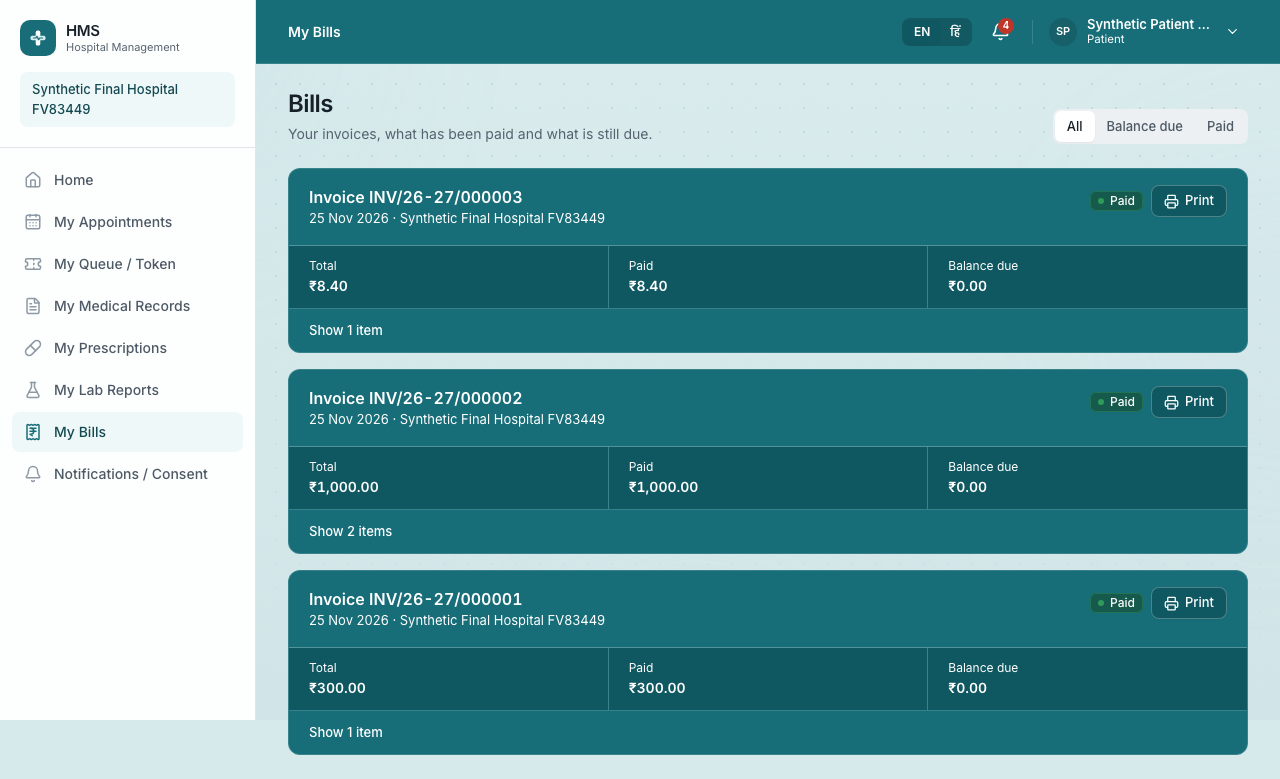 HMS
Hospital Management
Synthetic Final Hospital
FV83449
Home
My Appointments
My Queue / Token
My Medical Records
My Prescriptions
My Lab Reports
My Bills
Notifications / Consent
My Bills
EN हिं
4
SP
Synthetic Patient ...
Patient
Bills
Your invoices, what has been paid and what is still due.
All Balance due Paid
Invoice INV/26-27/000003
25 Nov 2026 · Synthetic Final Hospital FV83449
Paid Print
Total Paid Balance due
₹8.40 ₹8.40 ₹0.00
Show 1 item
Invoice INV/26-27/000002
25 Nov 2026 · Synthetic Final Hospital FV83449
Paid Print
Total Paid Balance due
₹1,000.00 ₹1,000.00 ₹0.00
Show 2 items
Invoice INV/26-27/000001
25 Nov 2026 · Synthetic Final Hospital FV83449
Paid Print
Total Paid Balance due
₹300.00 ₹300.00 ₹0.00
Show 1 item